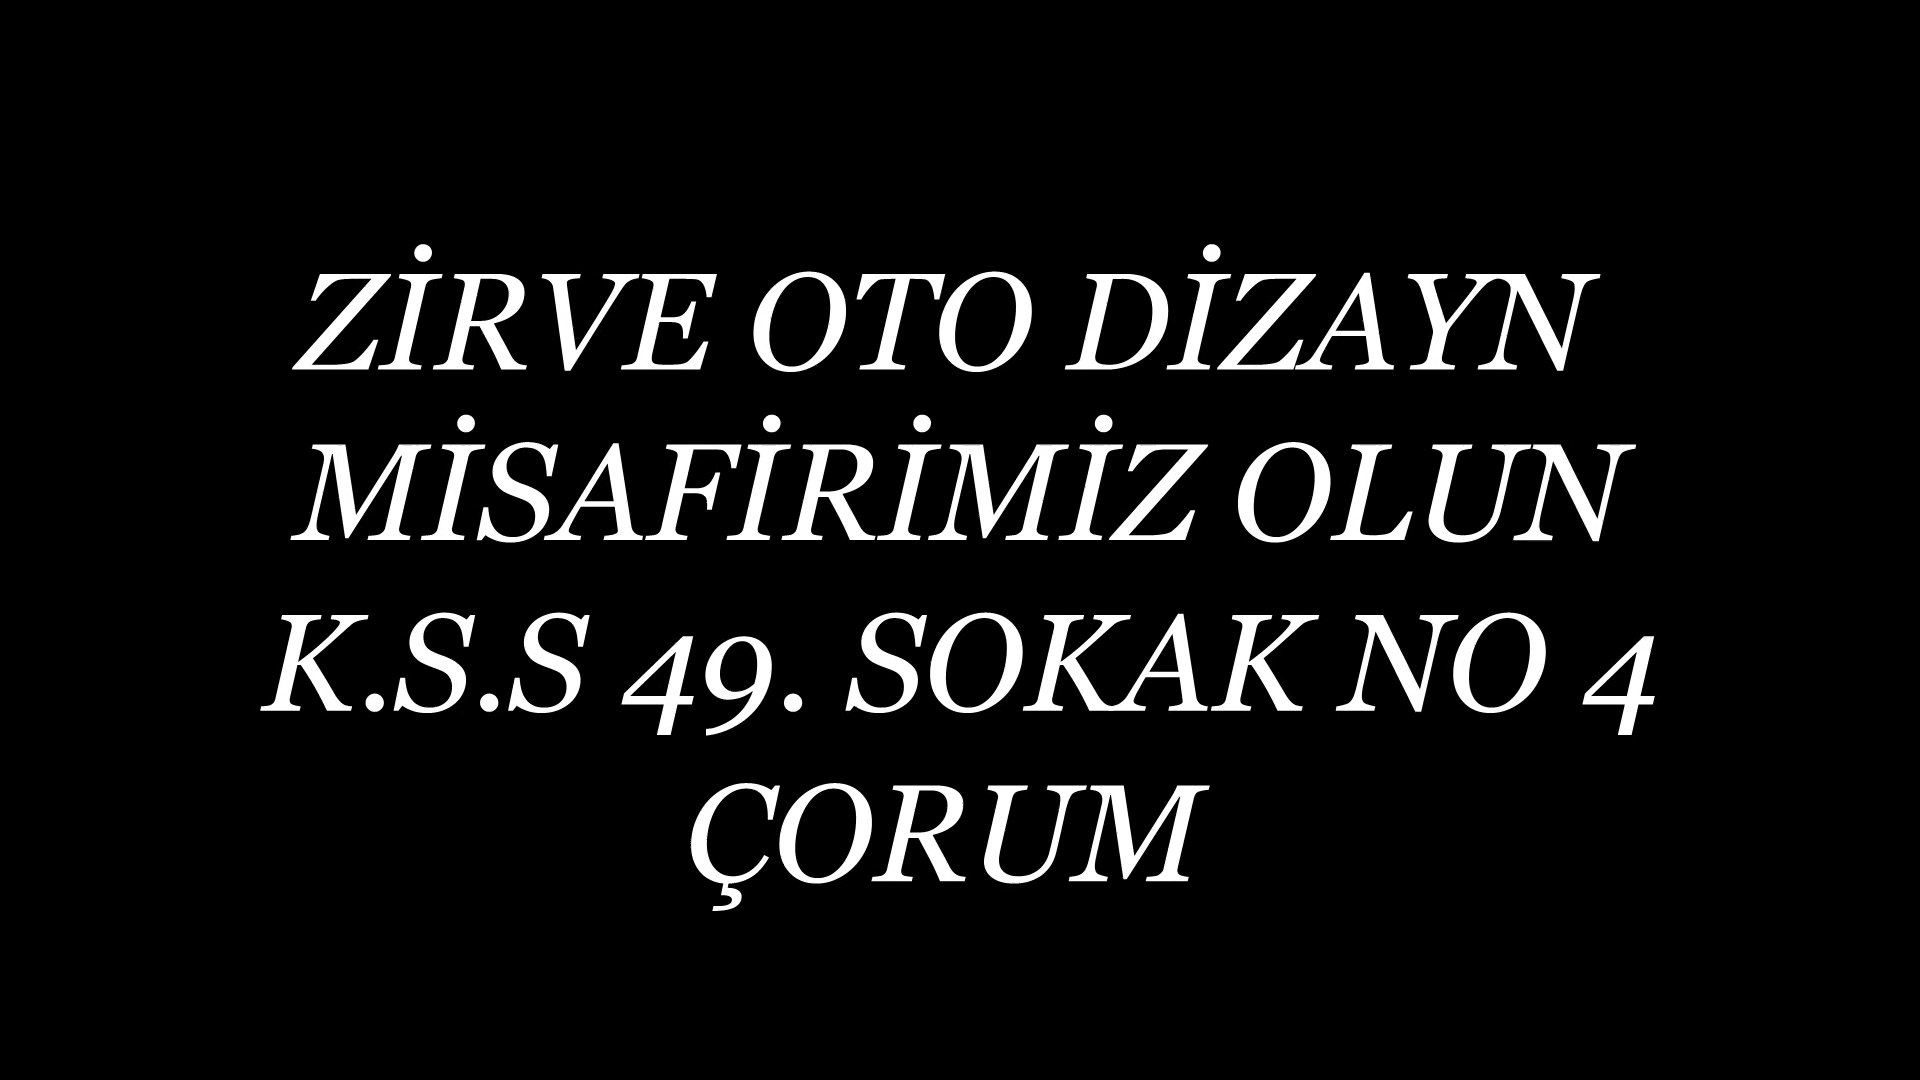 ZİRVE OTO DİZAYN
MİSAFİRİMİZ OLUN
K.S.S 49. SOKAK NO 4
ÇORUM